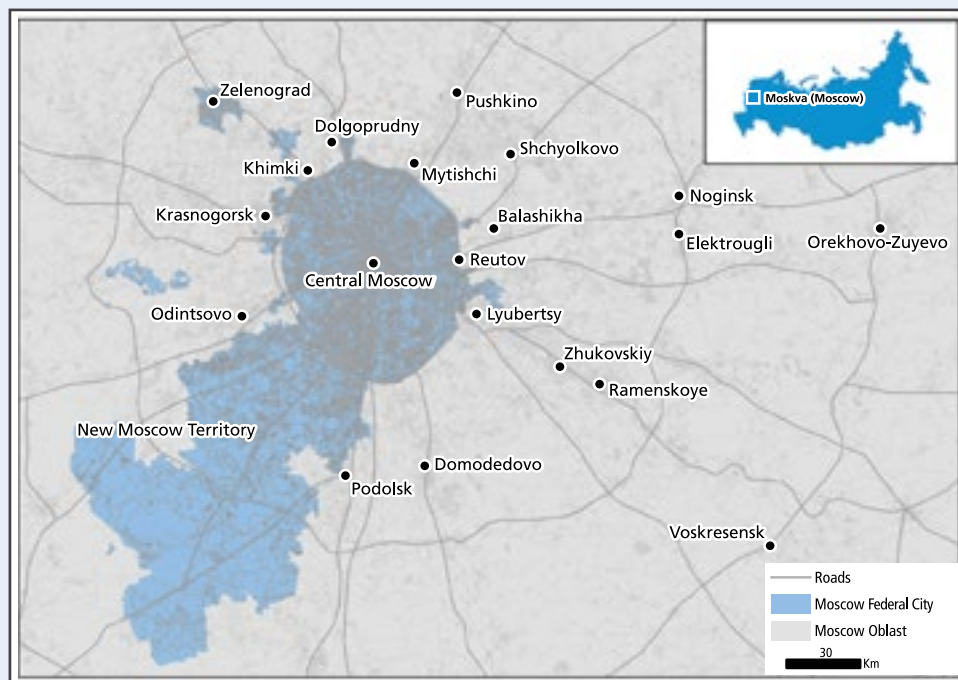 Zelenograd
Pushkino
Moskva (Moscow)
Dolgoprudny
Shchyolkovo
Khimki
Mytishchi
Noginsk
Krasnogorsk
Balashikha
Elektrougli
Orekhovo-Zuyevo
Reutov
Central Moscow
Odintsovo
Lyubertsy
Zhukovskiy
Ramenskoye
New Moscow Territory
Domodedovo
Podolsk
Voskresensk
Roads
Moscow Federal City
Moscow Oblast
30
Km